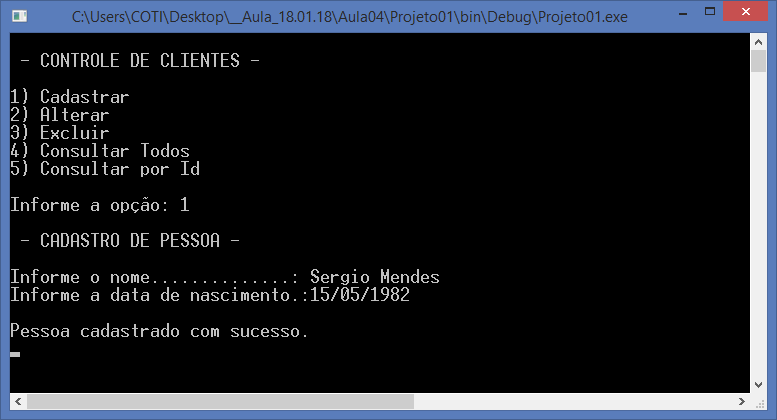 C:\Users\COTI\Desktop\__Aula_18.01.18\Aula04\Projeto01\bin\Debug\Projeto01.exe
- CONTROLE DE CLIENTES -
1) Cadastrar
2) Alterar
3) Excluir
4) Consultar Todos
5) Consultar por Id
Informe a opção: 1
- CADASTRO DE PESSOA -
Informe o nome..............: Sergio Mendes
Informe a data de nascimento.:15/05/1982
Pessoa cadastrado com sucesso.